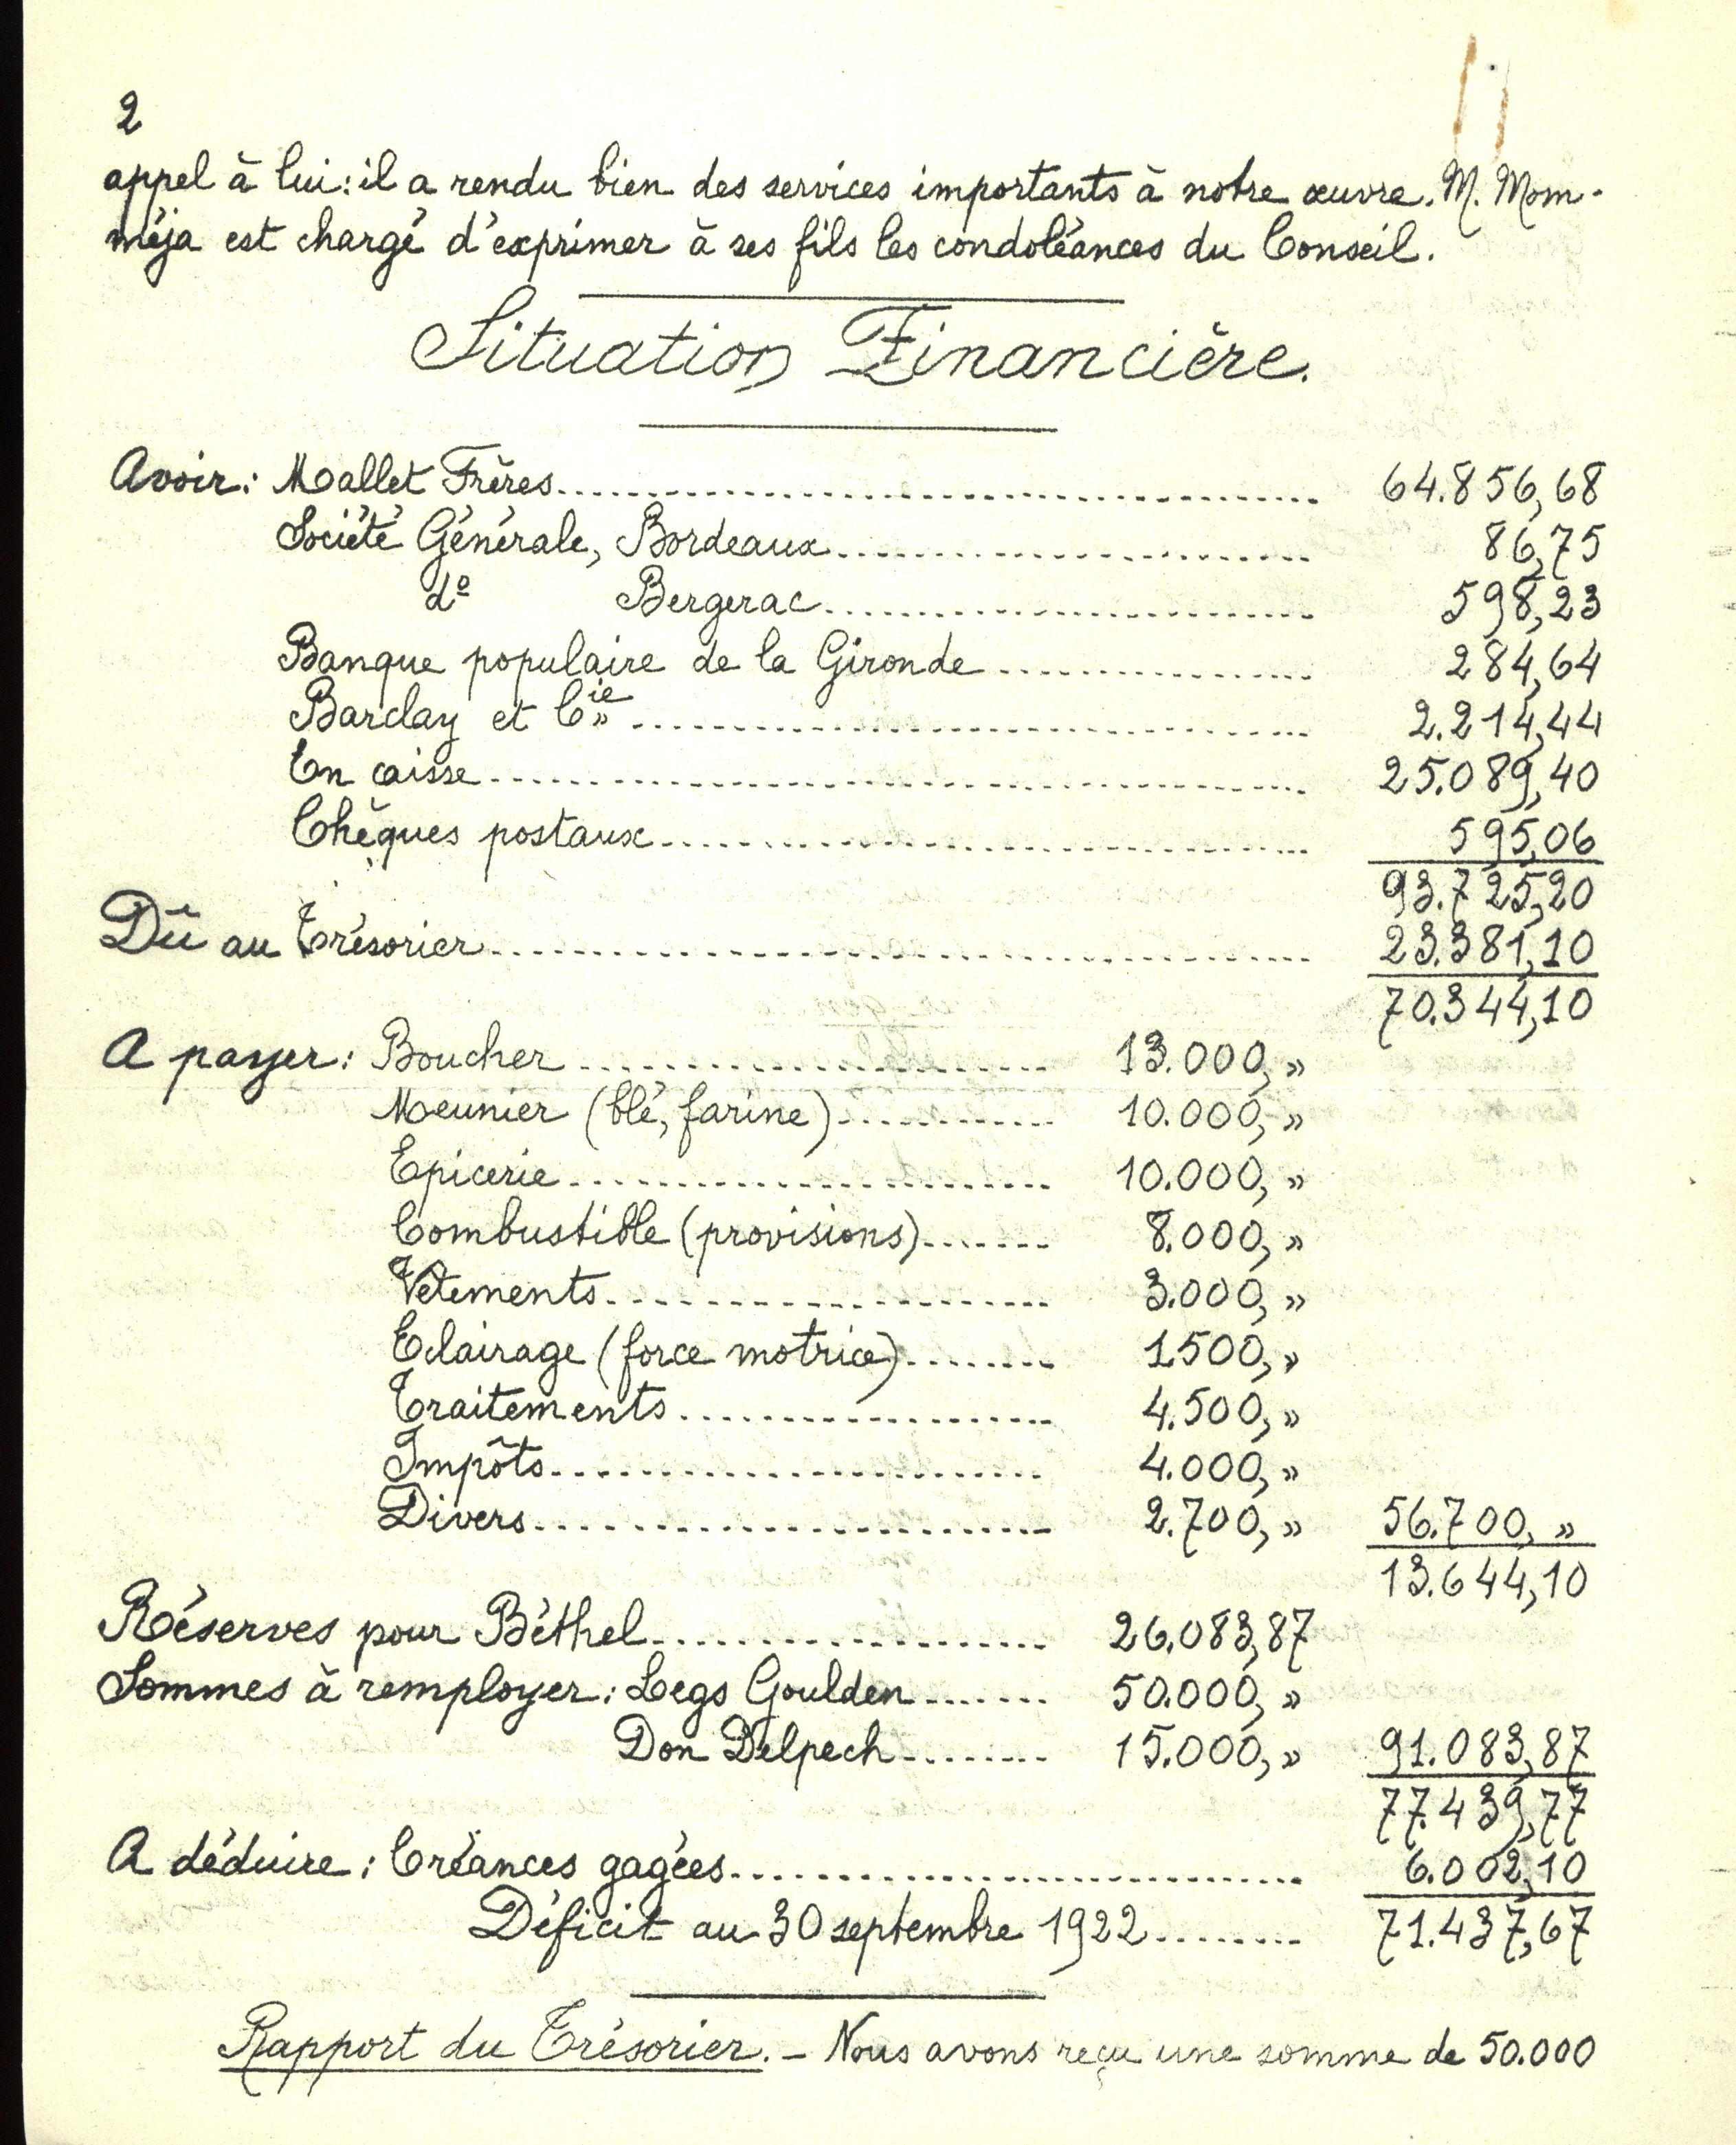 2
appel à lui: il a rendu bien des services importants à notre œuvre. M. Mom-
méja est chargé d'exprimer à ses fils les condoléances du Conseil.
Situation Financière.
Avoir: Mallet Frères 64.856,68
Société Générale, Bordeaux 86,75
dº Bergerac 598,23
Banque populaire de la Gironde 284,64
Barclay et Cie 2.214,44
En caisse 25.089,40
Chèques postaux 595,06
93.725,20
Dû au Trésorier 23.381,10
70.344,10
A payer: Boucher 13.000,»
Meunier (blé, farine) 10.000,»
Epicerie 10.000,»
Combustible (provisions) 8.000,»
Vêtements 3.000,»
Eclairage (force motrice) 1500,»
Traitements 4.500,»
Impôts 4.000,»
Divers 2.700,» 56.700,»
13.644,10
Réserves pour Béthel 26.083,87
Sommes à remployer: Legs Goulden 50.000,»
Don Delpech 15.000,» 91.083,87
77.439,77
A déduire: Créances gagées 6.002,10
Déficit au 30 septembre 1922 71.437,67
Rapport du Trésorier. - Nous avons reçu une somme de 50.000